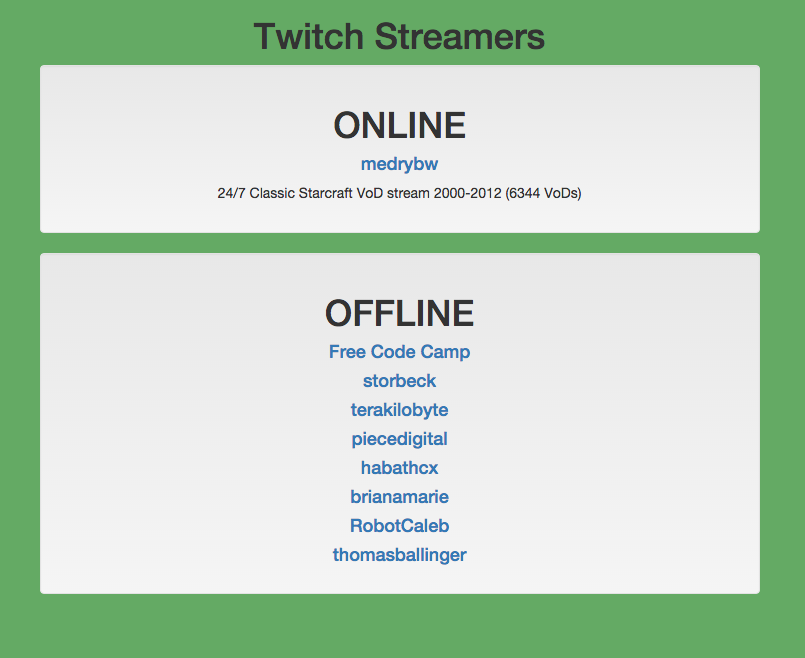 Twitch Streamers
ONLINE
medrybw
24/7 Classic Starcraft VoD stream 2000-2012 (6344 VoDs)
OFFLINE
Free Code Camp
storbeck
terakilobyte
piecedigital
habathcx
brianamarie
RobotCaleb
thomasballinger